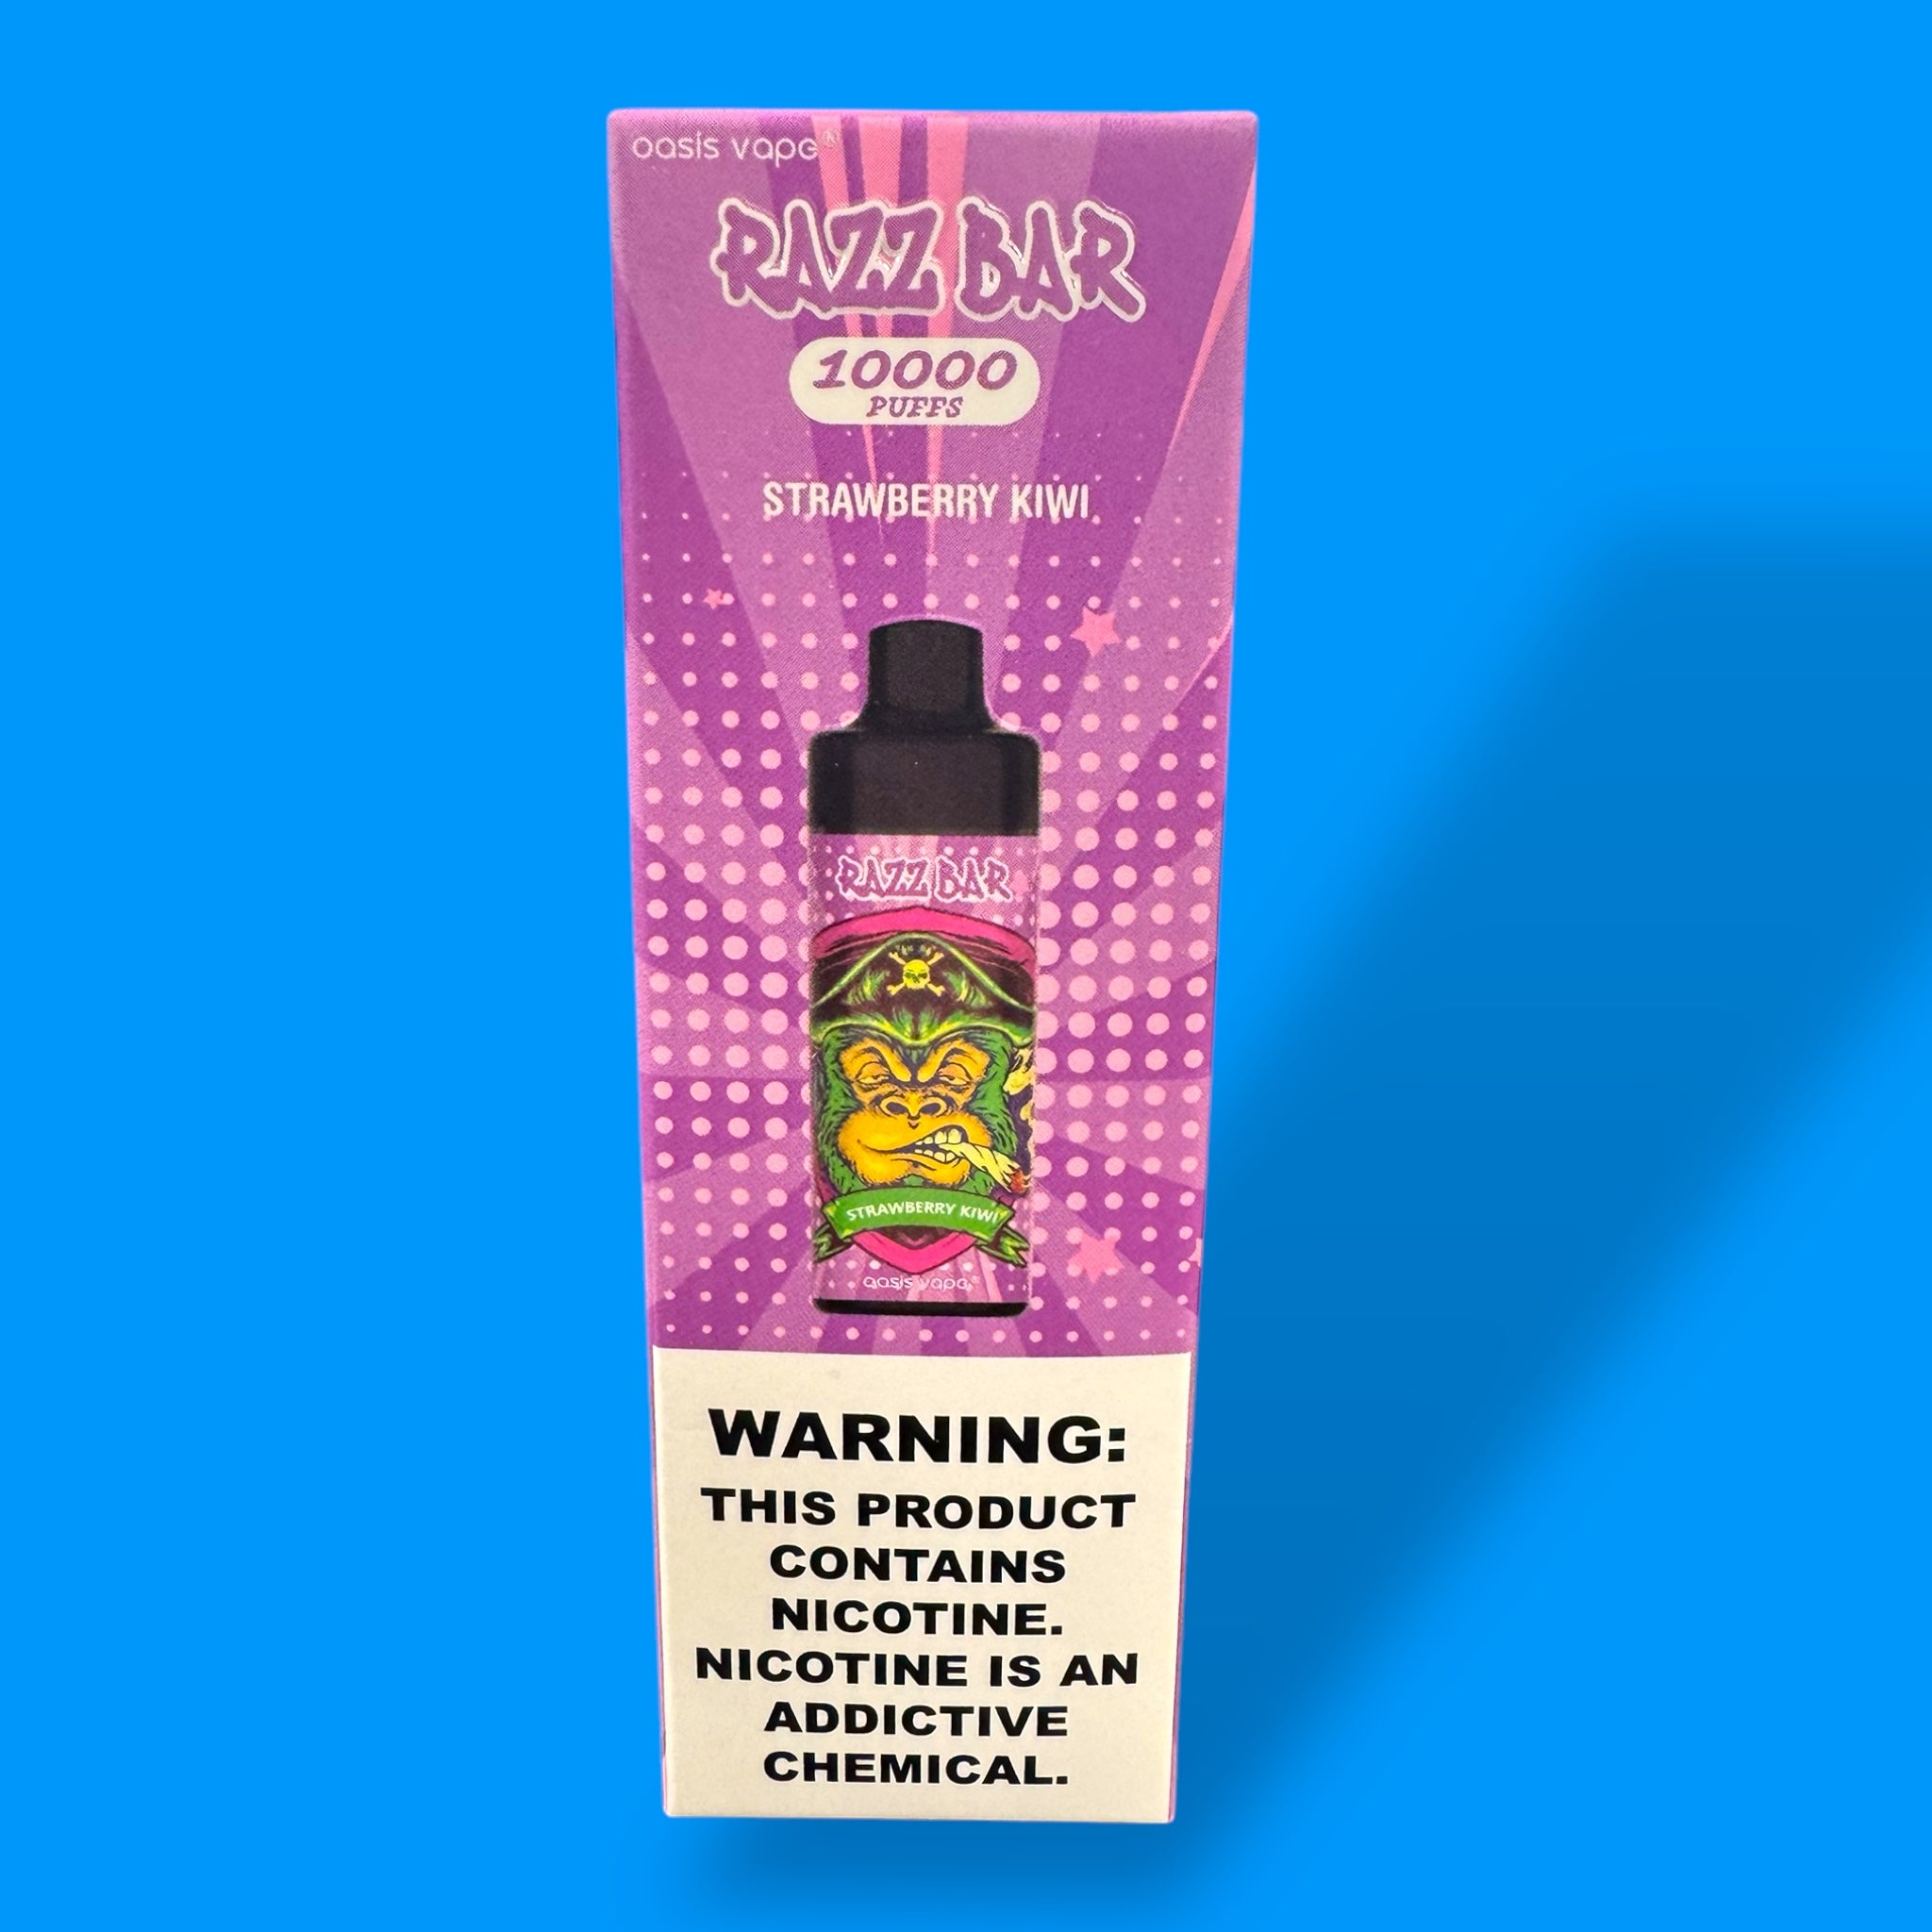 oasis vape®
RAZZ BAR
10000
PUFFS
STRAWBERRY KIWI
RAZZ BAR
STRAWBERRY KIWI
oasis vape
WARNING:
THIS PRODUCT
CONTAINS
NICOTINE.
NICOTINE IS AN
ADDICTIVE
CHEMICAL.